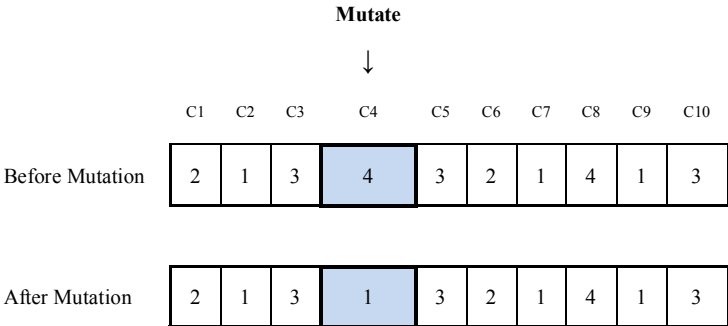 Mutate
↓
C1 C2 C3 C4 C5 C6 C7 C8 C9 C10
Before Mutation 2 1 3 4 3 2 1 4 1 3
After Mutation 2 1 3 1 3 2 1 4 1 3